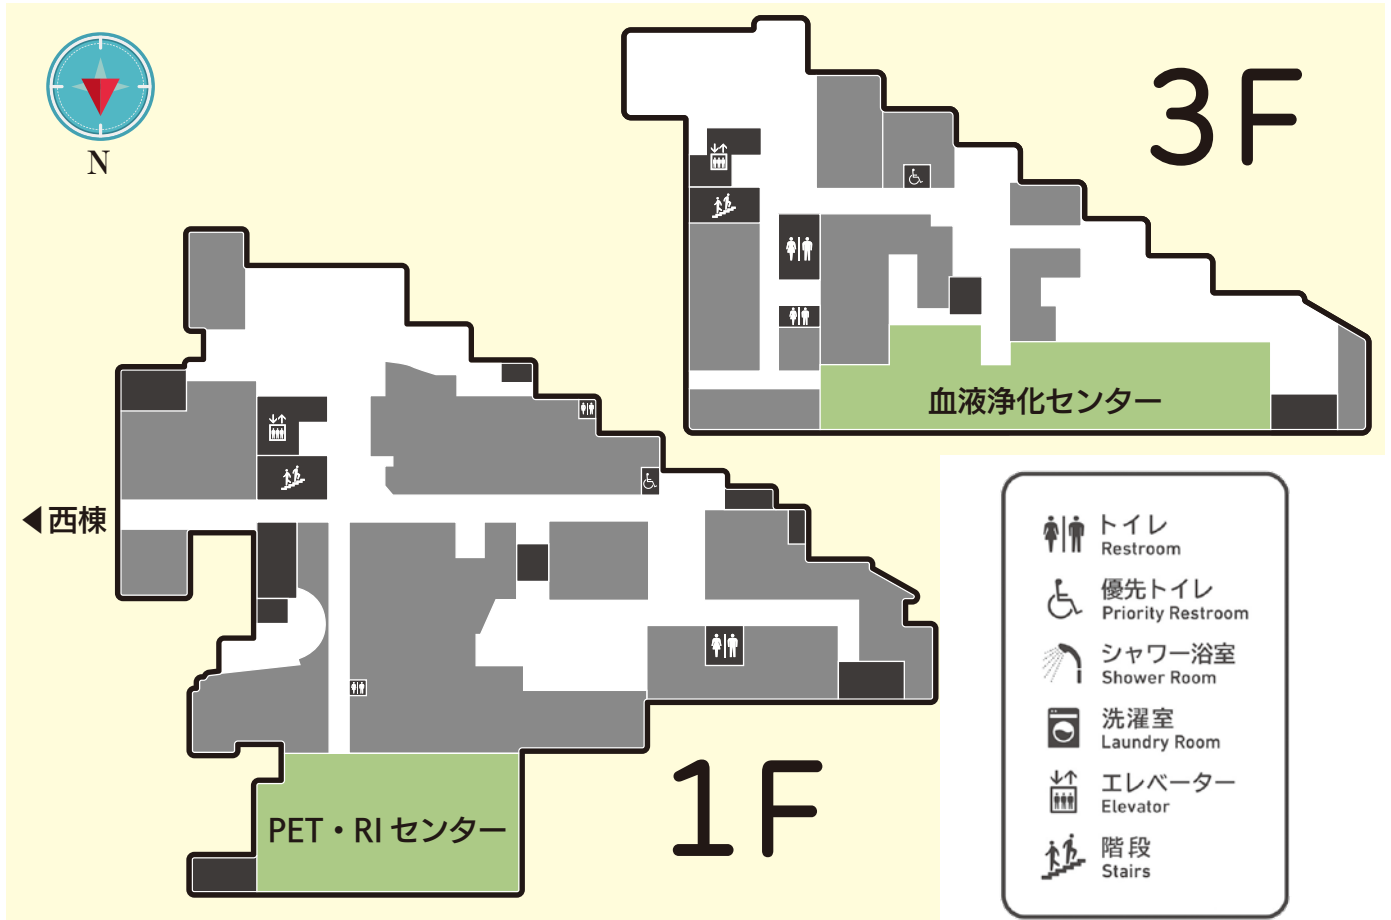 N
3F
血液浄化センター
◀西棟
1F
PET・RIセンター
トイレ
Restroom
優先トイレ
Priority Restroom
シャワー浴室
Shower Room
洗濯室
Laundry Room
エレベーター
Elevator
階段
Stairs